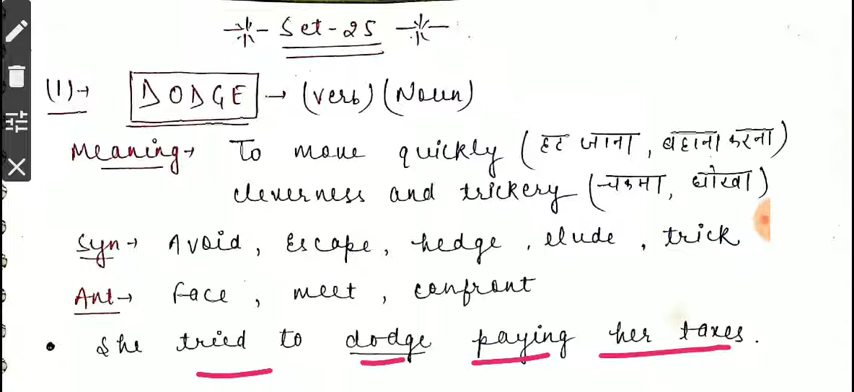 Set-25
(1)→ DODGE → (verb) (Noun)
Meaning→ To move quickly (हट जाना, बहाना करना)
cleverness and trickery (चकमा, धोखा)
Syn→ Avoid, Escape, hedge, elude, trick
Ant→ Face, meet, confront
• She tried to dodge paying her taxes.